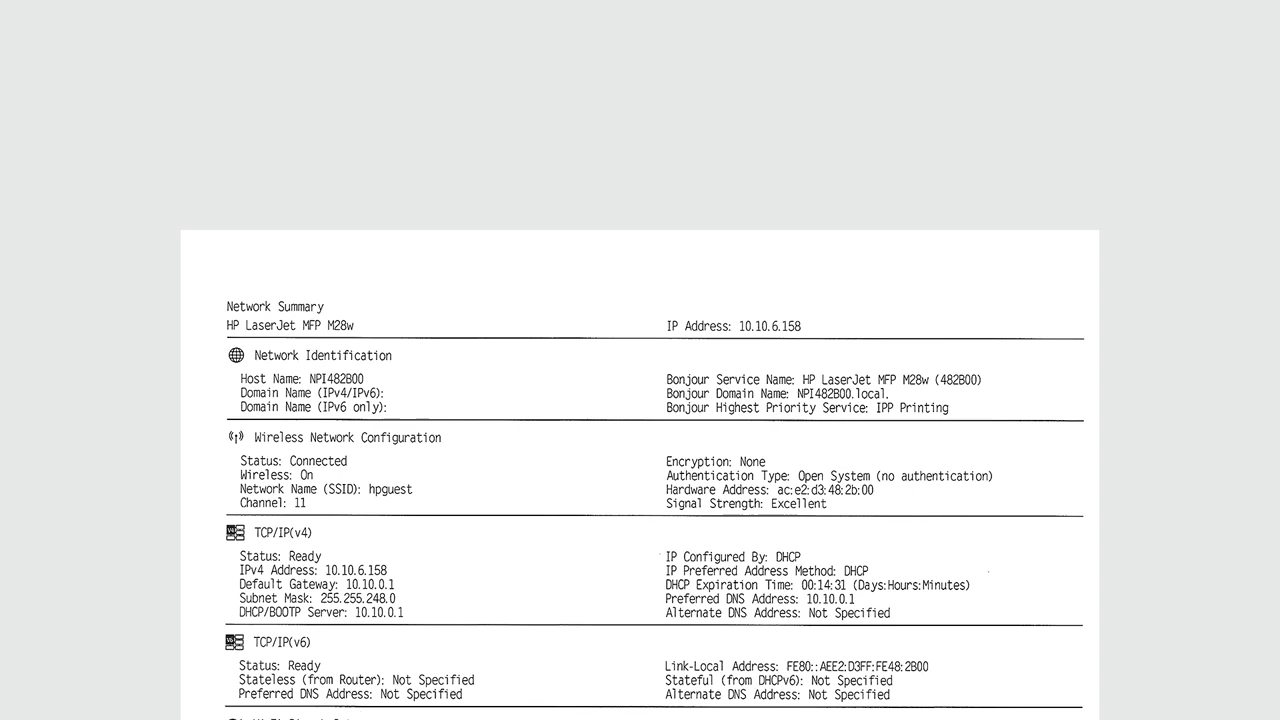 Network Summary
HP LaserJet MFP M28w
IP Address: 10.10.6.158
Network Identification
Host Name: NPI482B00
Domain Name (IPv4/IPv6):
Domain Name (IPv6 only):
Bonjour Service Name: HP LaserJet MFP M28w (482B00)
Bonjour Domain Name: NPI482B00.local.
Bonjour Highest Priority Service: IPP Printing
Wireless Network Configuration
Status: Connected
Wireless: On
Network Name (SSID): hpguest
Channel: 11
Encryption: None
Authentication Type: Open System (no authentication)
Hardware Address: ac:e2:d3:48:2b:00
Signal Strength: Excellent
TCP/IP(v4)
Status: Ready
IPv4 Address: 10.10.6.158
Default Gateway: 10.10.0.1
Subnet Mask: 255.255.248.0
DHCP/BOOTP Server: 10.10.0.1
IP Configured By: DHCP
IP Preferred Address Method: DHCP
DHCP Expiration Time: 00:14:31 (Days:Hours:Minutes)
Preferred DNS Address: 10.10.0.1
Alternate DNS Address: Not Specified
TCP/IP(v6)
Status: Ready
Stateless (from Router): Not Specified
Preferred DNS Address: Not Specified
Link-Local Address: FE80::AEE2:D3FF:FE48:2B00
Stateful (from DHCPv6): Not Specified
Alternate DNS Address: Not Specified